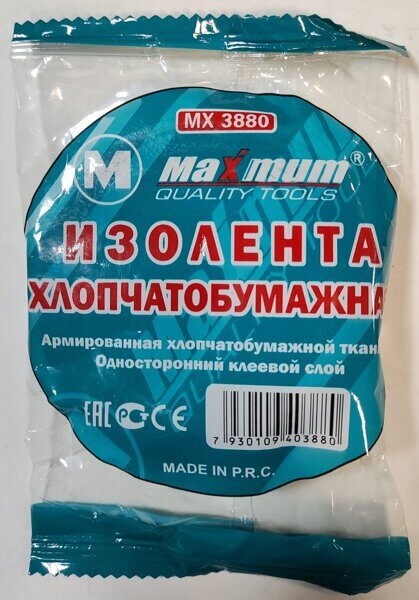 MX 3880
M Maximum®
QUALITY TOOLS
ИЗОЛЕНТА
ХЛОПЧАТОБУМАЖНА
Армированная хлопчатобумажной ткан
Односторонний клеевой слой
EAC РСТ CE
7 930109 403880
MADE IN P.R.C.